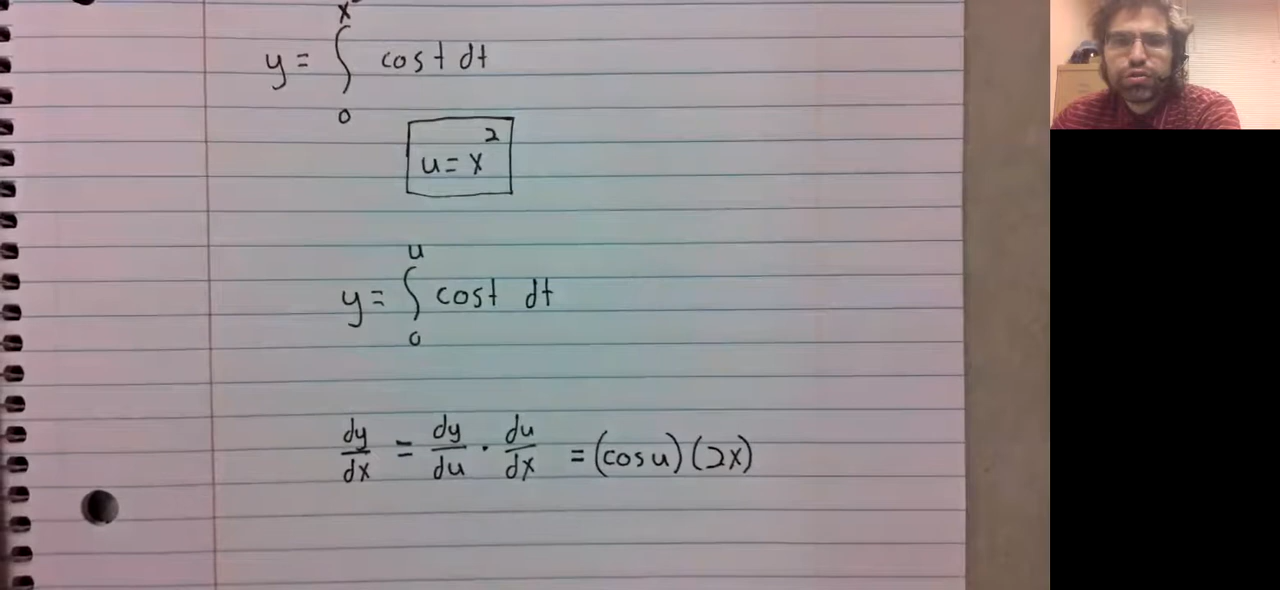 x
y = ∫ cos t dt
0
u = x²
u
y = ∫ cos t dt
0
dy/dx = dy/du · du/dx = (cos u)(2x)